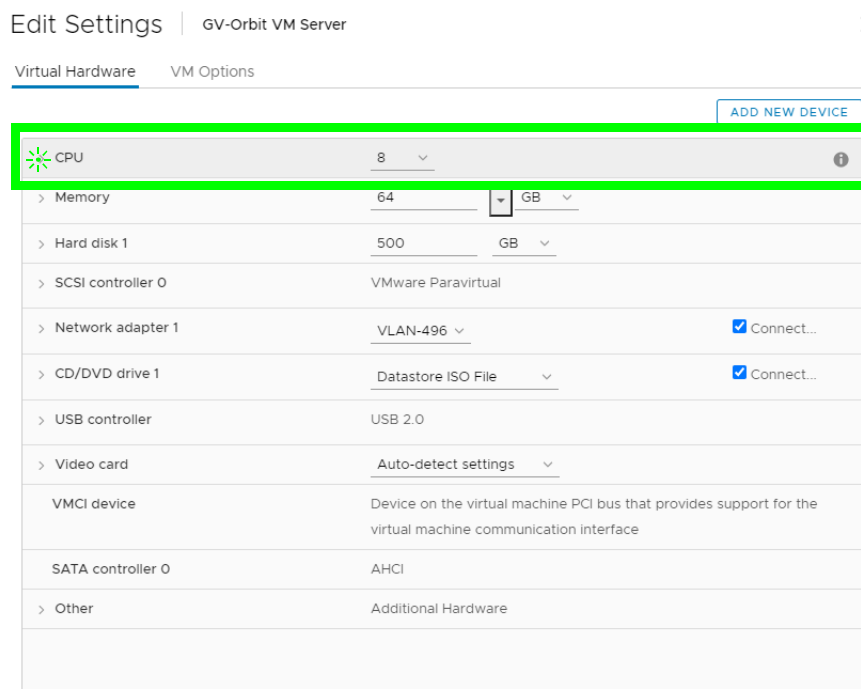 Edit Settings GV-Orbit VM Server
Virtual Hardware VM Options
ADD NEW DEVICE
CPU 8
Memory 64 GB
Hard disk 1 500 GB
SCSI controller 0 VMware Paravirtual
Network adapter 1 VLAN-496 Connect...
CD/DVD drive 1 Datastore ISO File Connect...
USB controller USB 2.0
Video card Auto-detect settings
VMCI device Device on the virtual machine PCI bus that provides support for the
virtual machine communication interface
SATA controller 0 AHCI
Other Additional Hardware